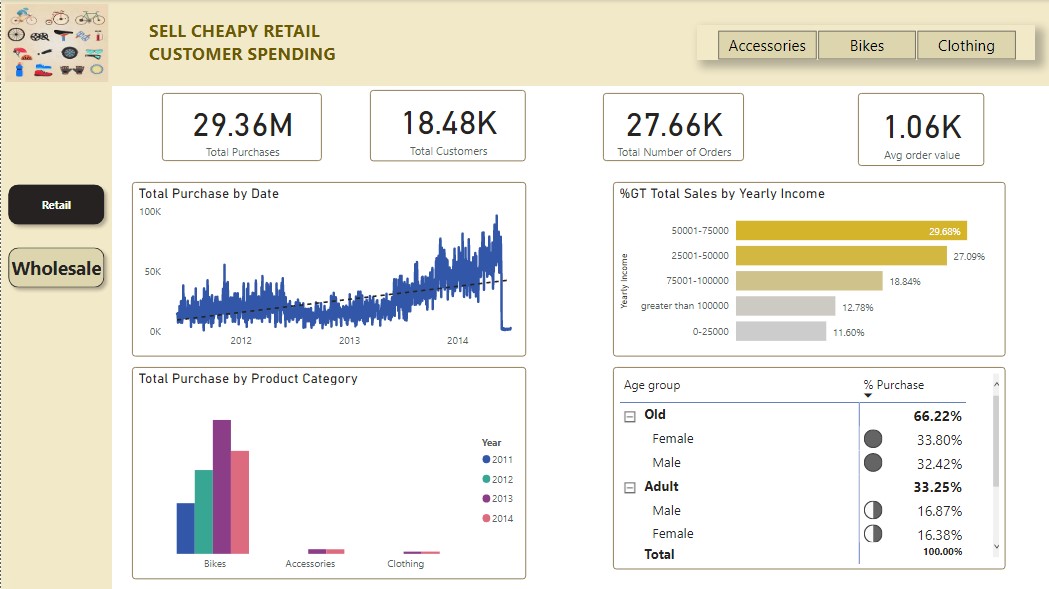 SELL CHEAPY RETAIL
CUSTOMER SPENDING
Accessories
Bikes
Clothing
29.36M
Total Purchases
18.48K
Total Customers
27.66K
Total Number of Orders
1.06K
Avg order value
Retail
Wholesale
Total Purchase by Date
100K
50K
0K
2012
2013
2014
%GT Total Sales by Yearly Income
Yearly Income
50001-75000
29.68%
25001-50000
27.09%
75001-100000
18.84%
greater than 100000
12.78%
0-25000
11.60%
Total Purchase by Product Category
Year
2011
2012
2013
2014
Bikes
Accessories
Clothing
Age group % Purchase
Old 66.22%
Female 33.80%
Male 32.42%
Adult 33.25%
Male 16.87%
Female 16.38%
Total 100.00%